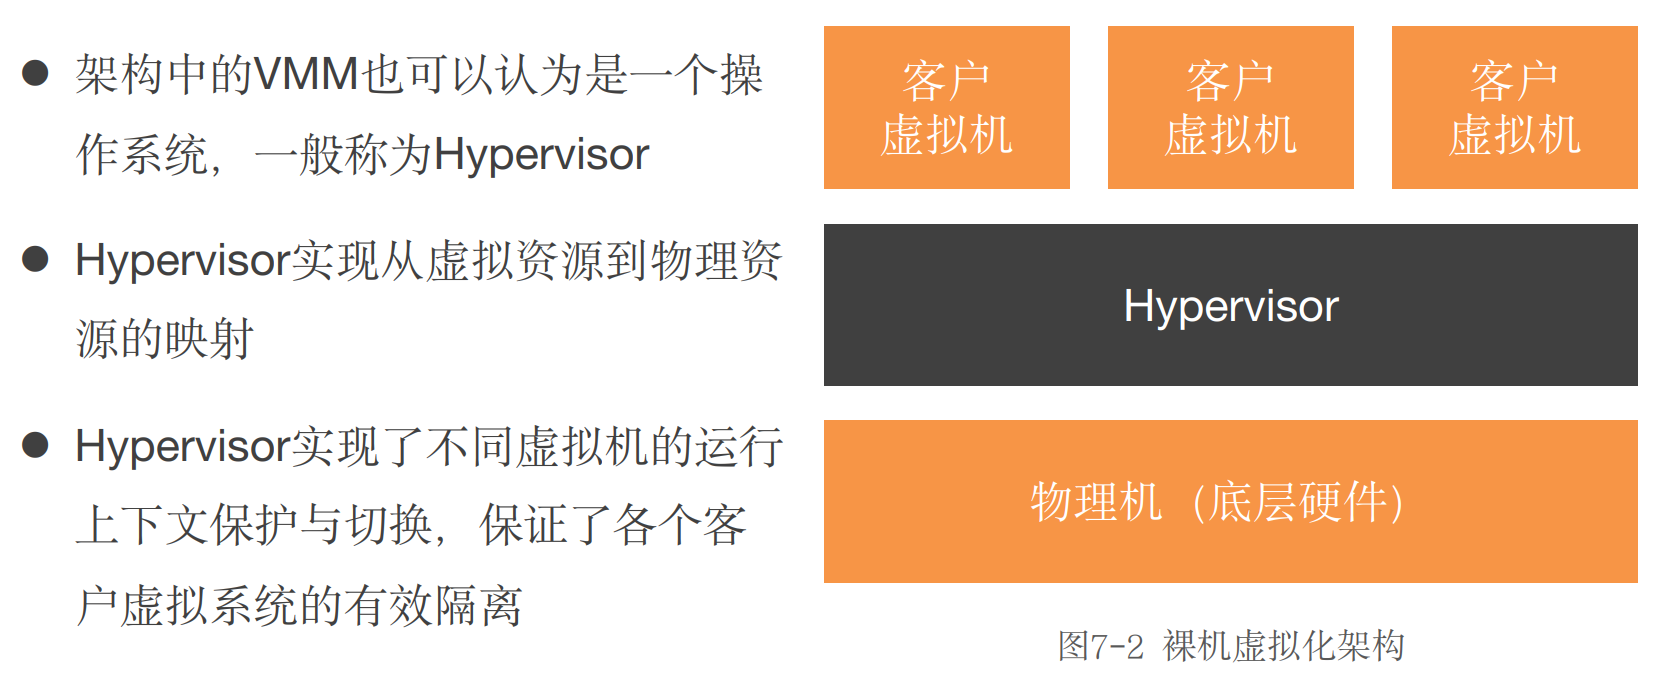 架构中的VMM也可以认为是一个操
作系统，一般称为Hypervisor
Hypervisor实现从虚拟资源到物理资
源的映射
Hypervisor实现了不同虚拟机的运行
上下文保护与切换，保证了各个客
户虚拟系统的有效隔离
客户
虚拟机
客户
虚拟机
客户
虚拟机
Hypervisor
物理机（底层硬件）
图7-2 裸机虚拟化架构